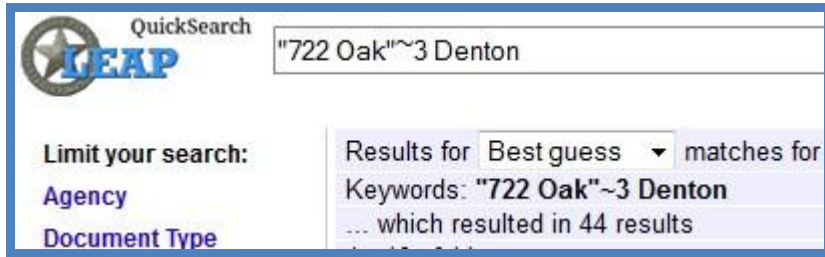 QuickSearch
LEAP
"722 Oak"~3 Denton
Limit your search:
Agency
Document Type
Results for Best guess matches for
Keywords: "722 Oak"~3 Denton
... which resulted in 44 results